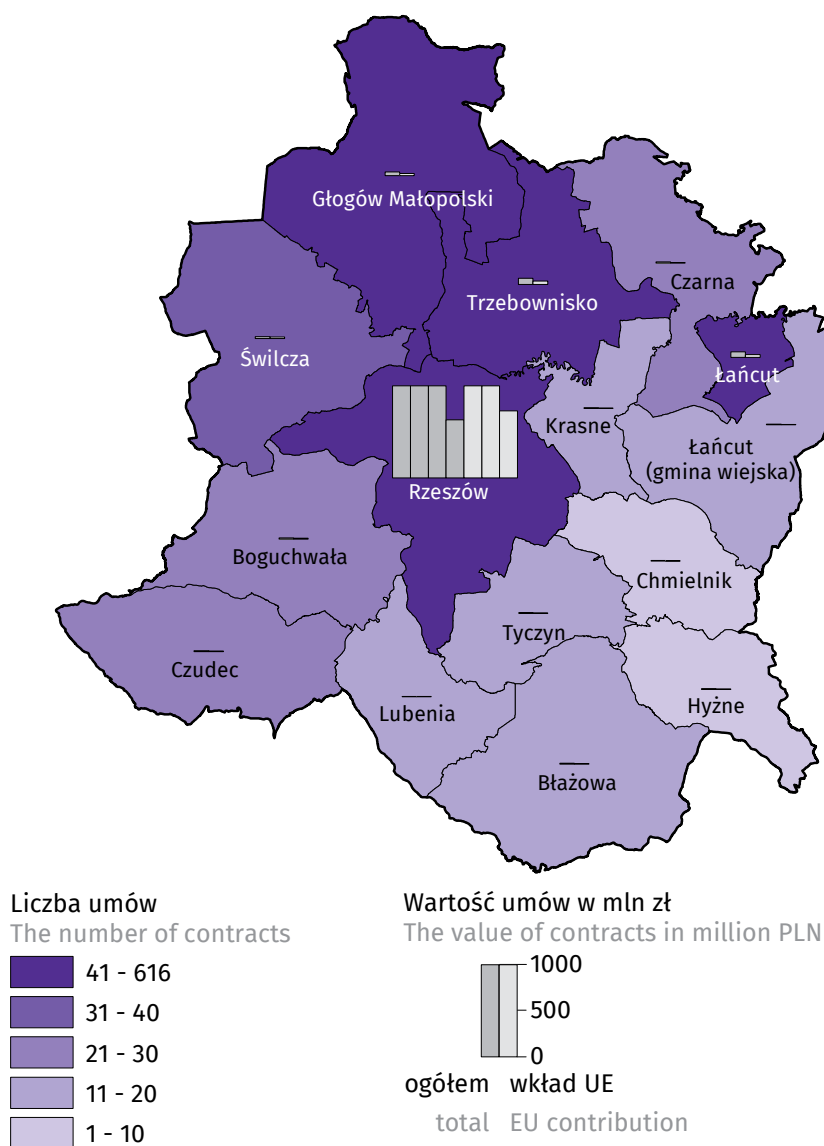 Głogów Małopolski
Trzebownisko
Czarna
Świlcza
Łańcut
Krasne
Łańcut
(gmina wiejska)
Rzeszów
Boguchwała
Chmielnik
Tyczyn
Czudec
Lubenia
Hyżne
Błażowa
Liczba umów
The number of contracts
41 - 616
31 - 40
21 - 30
11 - 20
1 - 10
Wartość umów w mln zł
The value of contracts in million PLN
1000
500
0
ogółem wkład UE
total EU contribution